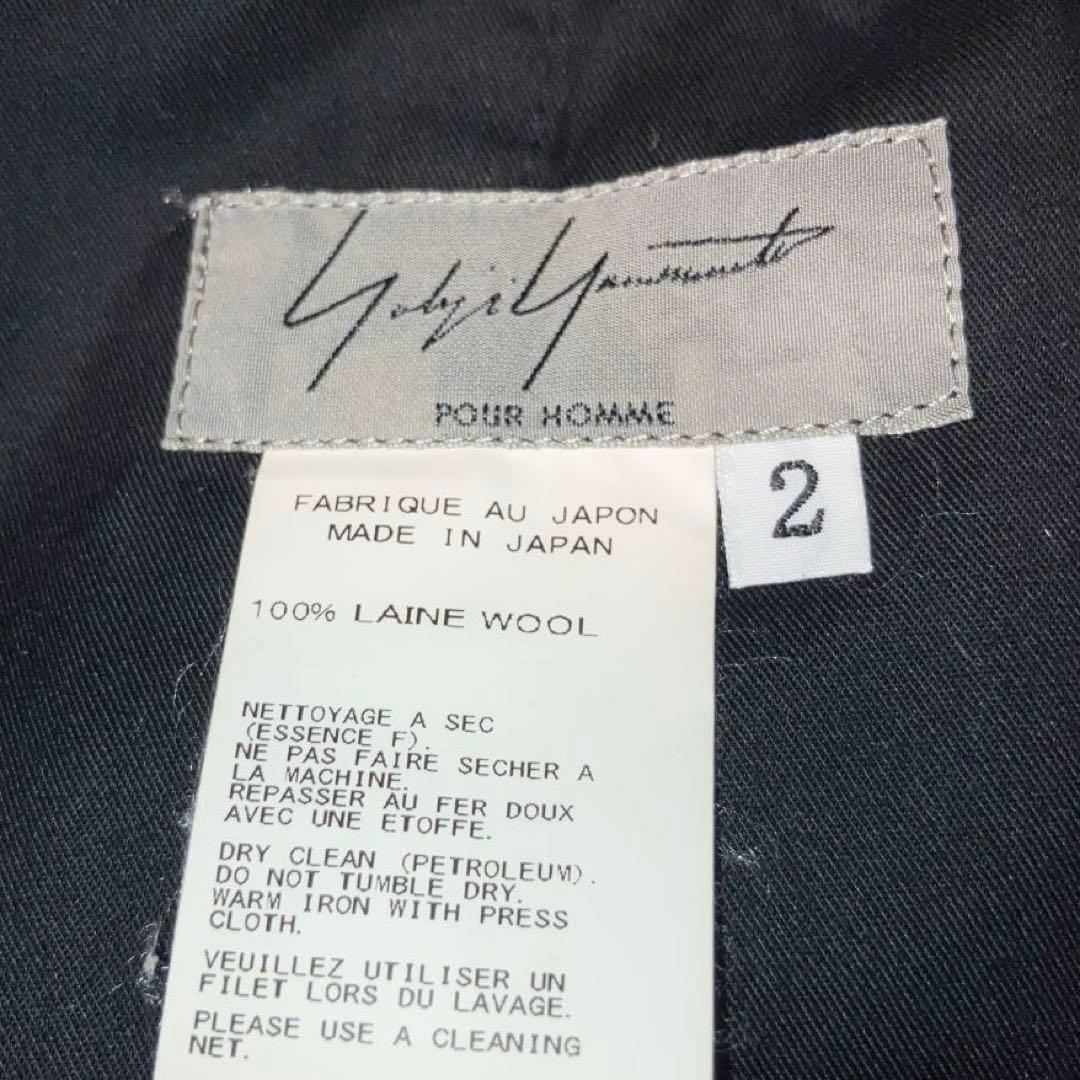 Yohji Yamamoto
POUR HOMME
2
FABRIQUE AU JAPON
MADE IN JAPAN
100% LAINE WOOL
NETTOYAGE A SEC
(ESSENCE F).
NE PAS FAIRE SECHER A
LA MACHINE.
REPASSER AU FER DOUX
AVEC UNE ETOFFE.
DRY CLEAN (PETROLEUM).
DO NOT TUMBLE DRY.
WARM IRON WITH PRESS
CLOTH.
VEUILLEZ UTILISER UN
FILET LORS DU LAVAGE.
PLEASE USE A CLEANING
NET.